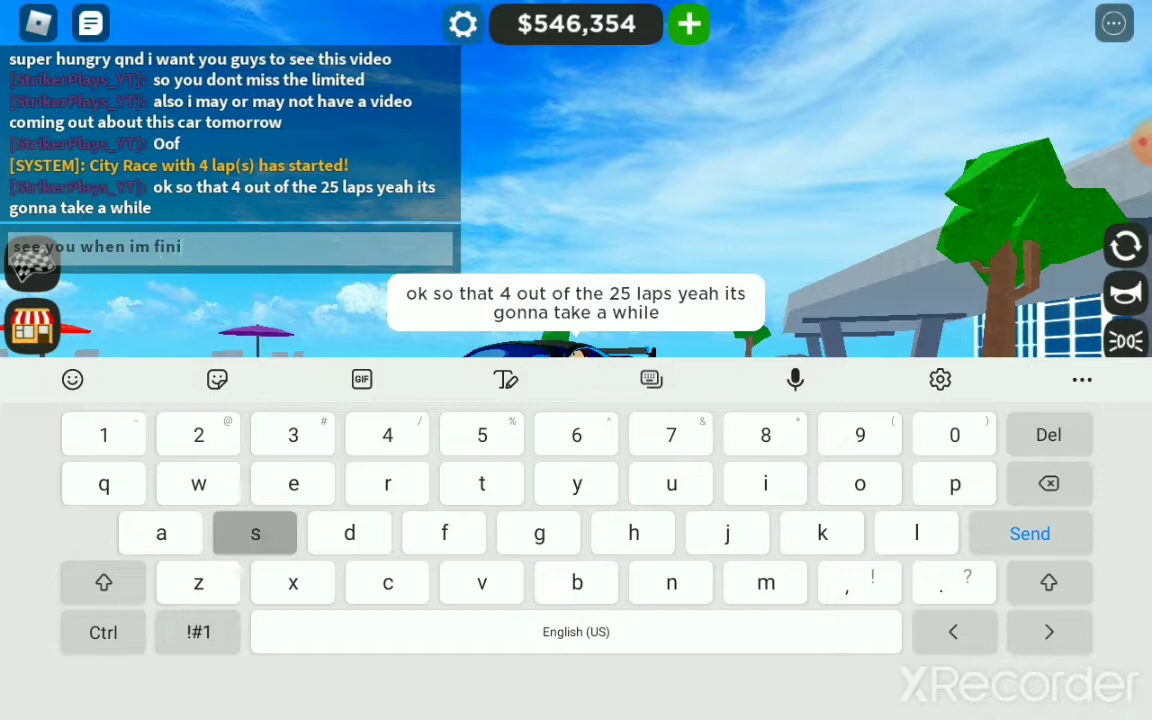 $546,354
super hungry qnd i want you guys to see this video
[StrikerPlays_YT]: so you dont miss the limited
[StrikerPlays_YT]: also i may or may not have a video
coming out about this car tomorrow
[StrikerPlays_YT]: Oof
[SYSTEM]: City Race with 4 lap(s) has started!
[StrikerPlays_YT]: ok so that 4 out of the 25 laps yeah its
gonna take a while
see you when im fini
ok so that 4 out of the 25 laps yeah its
gonna take a while
GIF
1 - 2 @ 3 # 4 / 5 % 6 ^ 7 & 8 * 9 ( 0 ) Del
q w e r t y u i o p
a s d f g h j k l Send
z x c v b n m , ! . ?
Ctrl !#1 English (US) < >
XRecorder